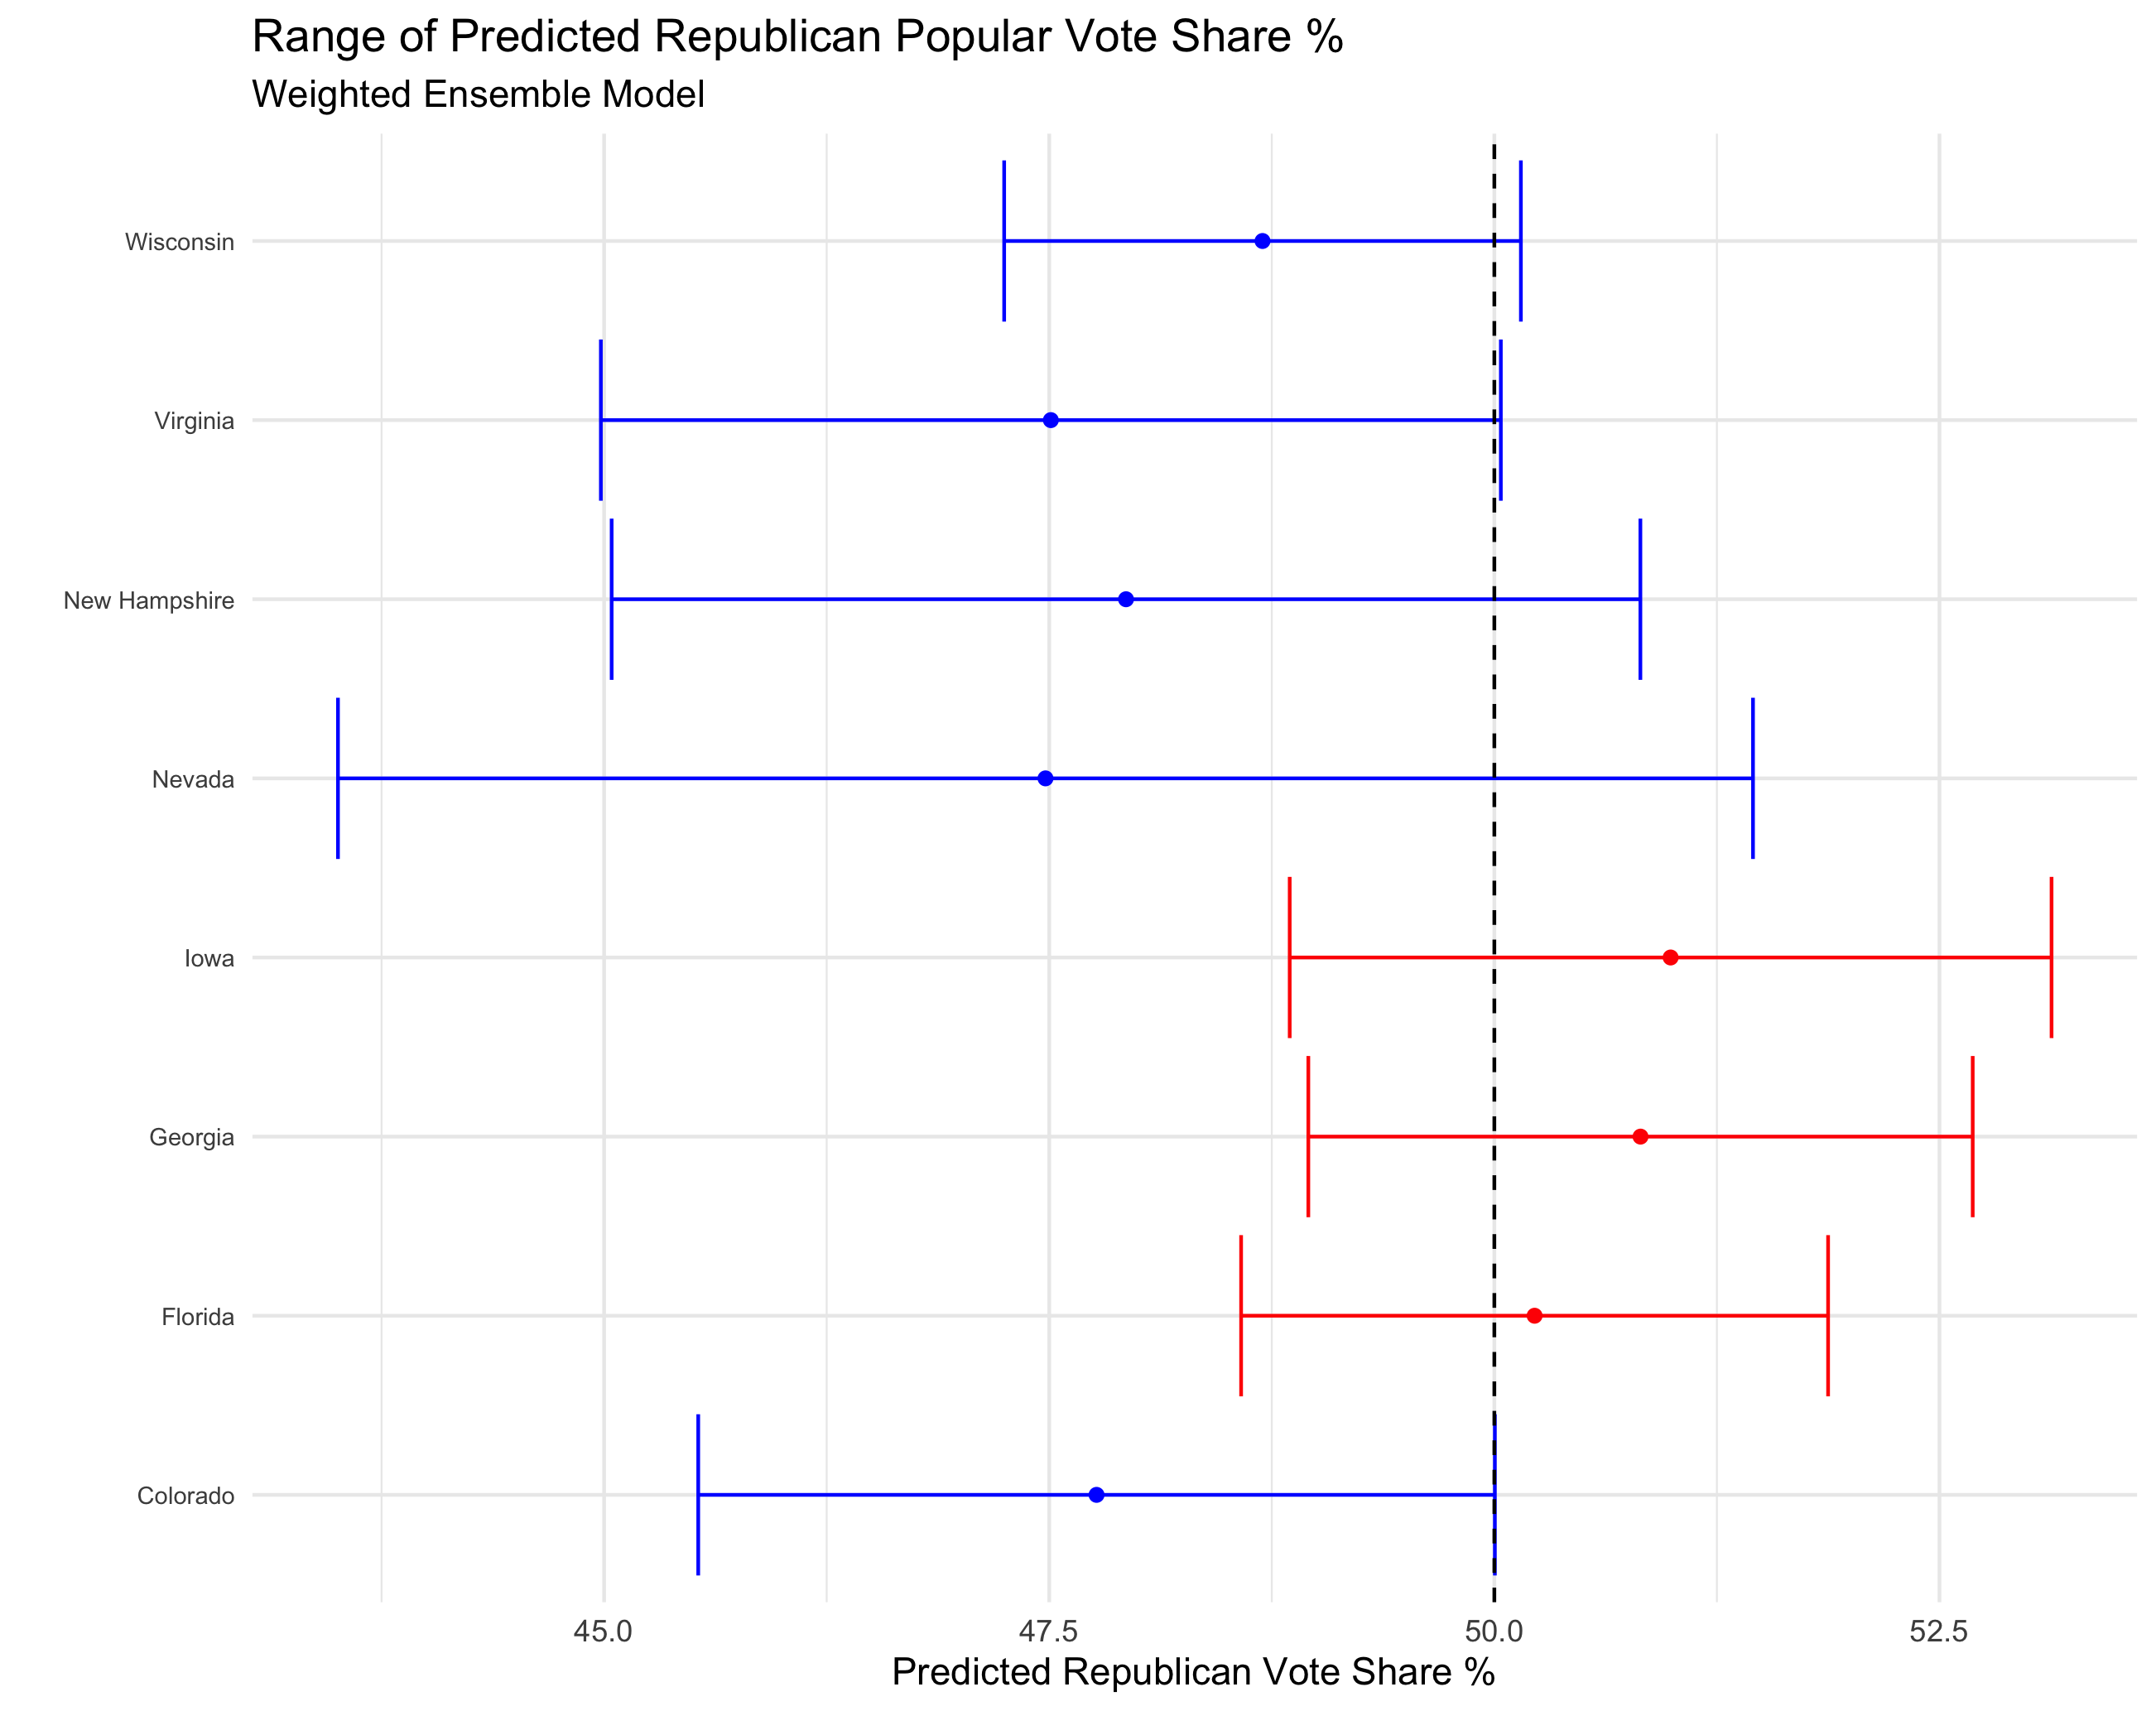 Range of Predicted Republican Popular Vote Share %
Weighted Ensemble Model
Wisconsin
Virginia
New Hampshire
Nevada
Iowa
Georgia
Florida
Colorado
45.0 47.5 50.0 52.5
Predicted Republican Vote Share %